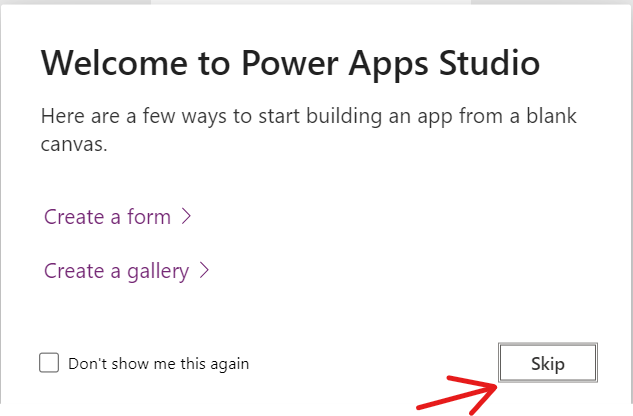 Welcome to Power Apps Studio
Here are a few ways to start building an app from a blank
canvas.
Create a form
Create a gallery
Don't show me this again
Skip